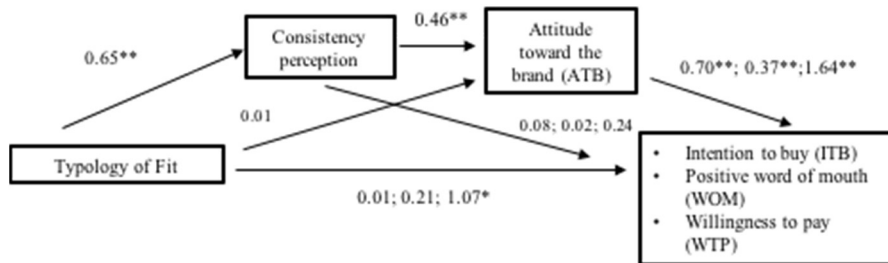 0.65**
Consistency
perception
0.46**
Attitude
toward the
brand (ATB)
0.70**; 0.37**;1.64**
0.01
0.08; 0.02; 0.24
Typology of Fit
0.01; 0.21; 1.07*
• Intention to buy (ITB)
• Positive word of mouth
(WOM)
• Willingness to pay
(WTP)